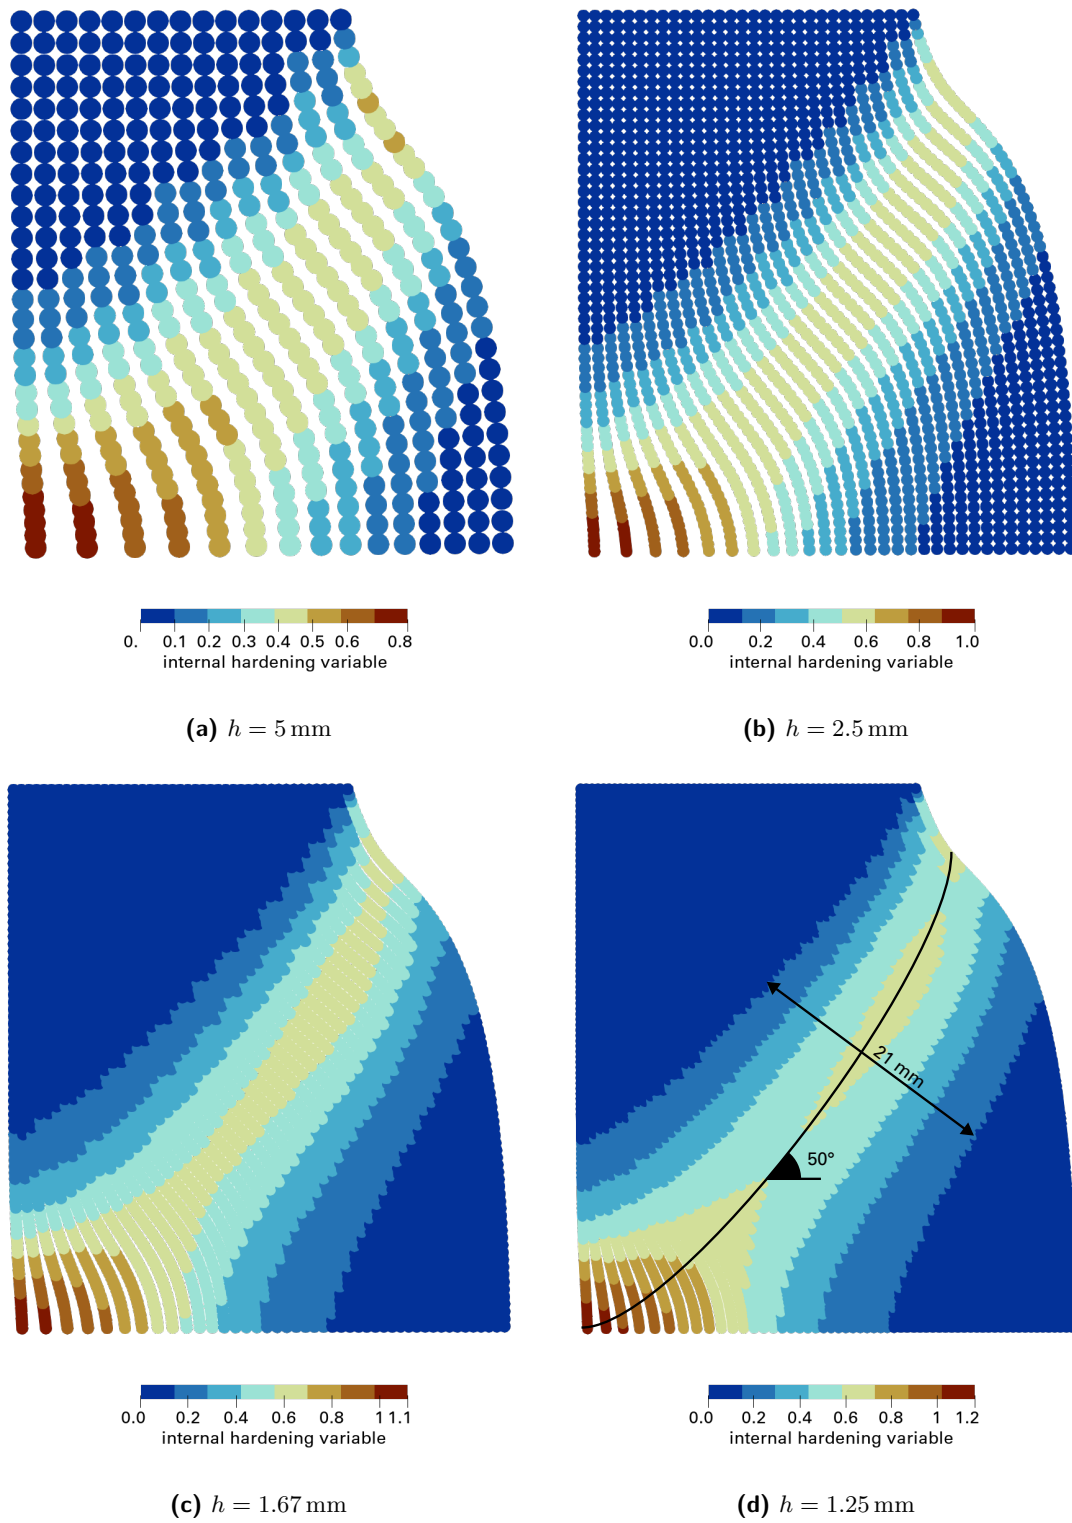 0. 0.1 0.2 0.3 0.4 0.5 0.6 0.8
internal hardening variable
(a) h = 5 mm
0.0 0.2 0.4 0.6 0.8 1.0
internal hardening variable
(b) h = 2.5 mm
0.0 0.2 0.4 0.6 0.8 1 1.1
internal hardening variable
(c) h = 1.67 mm
21 mm
50°
0.0 0.2 0.4 0.6 0.8 1 1.2
internal hardening variable
(d) h = 1.25 mm